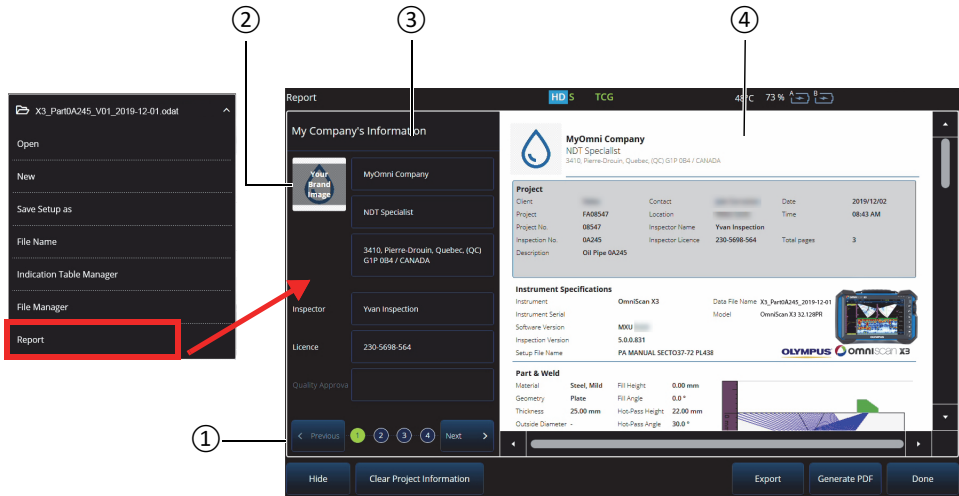 ②
③
④
X3_Part0A245_V01_2019-12-01.odat
Open
New
Save Setup as
File Name
Indication Table Manager
File Manager
Report
Report
HD S TCG
48°C 73 % A B
My Company's Information
Your
Brand
Image
MyOmni Company
NDT Specialist
3410, Pierre-Drouin, Quebec, (QC)
G1P 0B4 / CANADA
Inspector Yvan Inspection
Licence 230-5698-564
Quality Approva
①
< Previous 1 2 3 4 Next >
Hide
Clear Project Information
MyOmni Company
NDT Specialist
3410, Pierre-Drouin, Quebec, (QC) G1P 0B4 / CANADA
Project
Client Contact Date 2019/12/02
Project FA08547 Location Time 08:43 AM
Project No. 08547 Inspector Name Yvan Inspection
Inspection No. 0A245 Inspector Licence 230-5698-564 Total pages 3
Description Oil Pipe 0A245
Instrument Specifications
Instrument OmniScan X3 Data File Name X3_Part0A245_2019-12-01
Instrument Serial Model OmniScan X3 32.128PR
Software Version MXU
Inspection Version 5.0.0.831
Setup File Name PA MANUAL SECTO37-72 PL438
OLYMPUS omniscan x3
Part & Weld
Material Steel, Mild Fill Height 0.00 mm
Geometry Plate Fill Angle 0.0 °
Thickness 25.00 mm Hot-Pass Height 22.00 mm
Outside Diameter - Hot-Pass Angle 30.0 °
Export
Generate PDF
Done